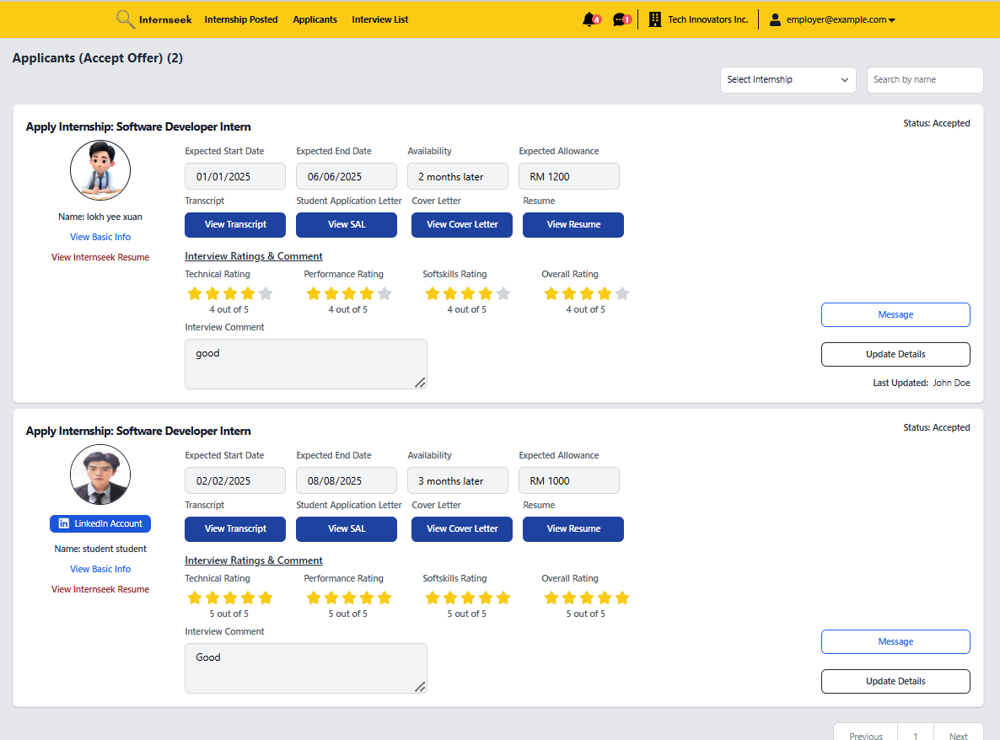 Internseek Internship Posted Applicants Interview List 4 1 Tech Innovators Inc. employer@example.com
Applicants (Accept Offer) (2)
Select Internship Search by name
Apply Internship: Software Developer Intern
Status: Accepted
Expected Start Date Expected End Date Availability Expected Allowance
01/01/2025 06/06/2025 2 months later RM 1200
Transcript Student Application Letter Cover Letter Resume
View Transcript View SAL View Cover Letter View Resume
Name: lokh yee xuan
View Basic Info
View Internseek Resume
Interview Ratings & Comment
Technical Rating Performance Rating Softskills Rating Overall Rating
4 out of 5 4 out of 5 4 out of 5 4 out of 5
Interview Comment
good
Message
Update Details
Last Updated: John Doe
Apply Internship: Software Developer Intern
Status: Accepted
Expected Start Date Expected End Date Availability Expected Allowance
02/02/2025 08/08/2025 3 months later RM 1000
Transcript Student Application Letter Cover Letter Resume
View Transcript View SAL View Cover Letter View Resume
in LinkedIn Account
Name: student student
View Basic Info
View Internseek Resume
Interview Ratings & Comment
Technical Rating Performance Rating Softskills Rating Overall Rating
5 out of 5 5 out of 5 5 out of 5 5 out of 5
Interview Comment
Good
Message
Update Details
Previous 1 Next